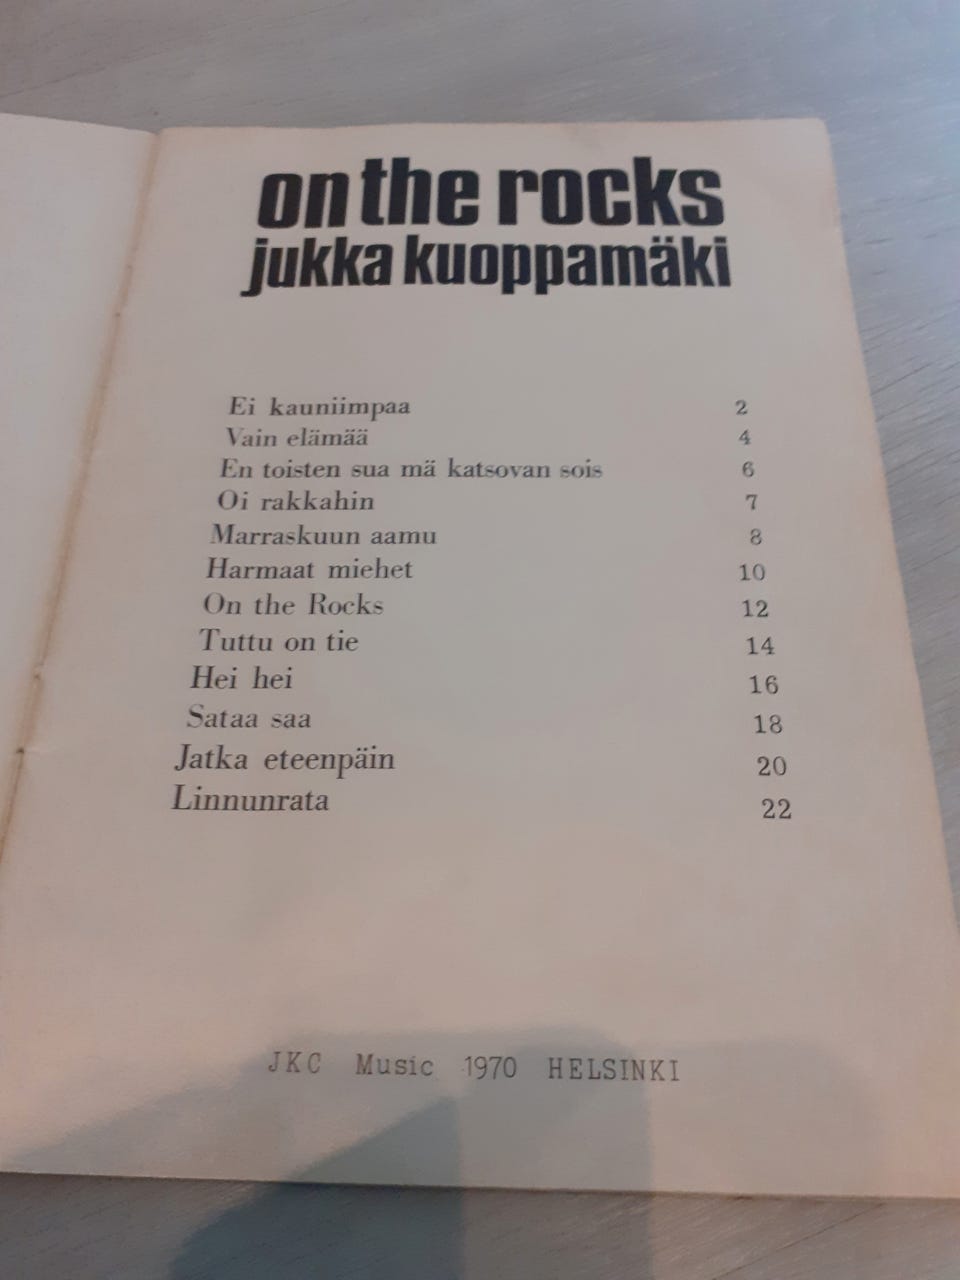 on the rocks
jukka kuoppamäki
Ei kauniimpaa 2
Vain elämää 4
En toisten sua mä katsovan sois 6
Oi rakkahin 7
Marraskuun aamu 8
Harmaat miehet 10
On the Rocks 12
Tuttu on tie 14
Hei hei 16
Sataa saa 18
Jatka eteenpäin 20
Linnunrata 22
JKC Music 1970 HELSINKI